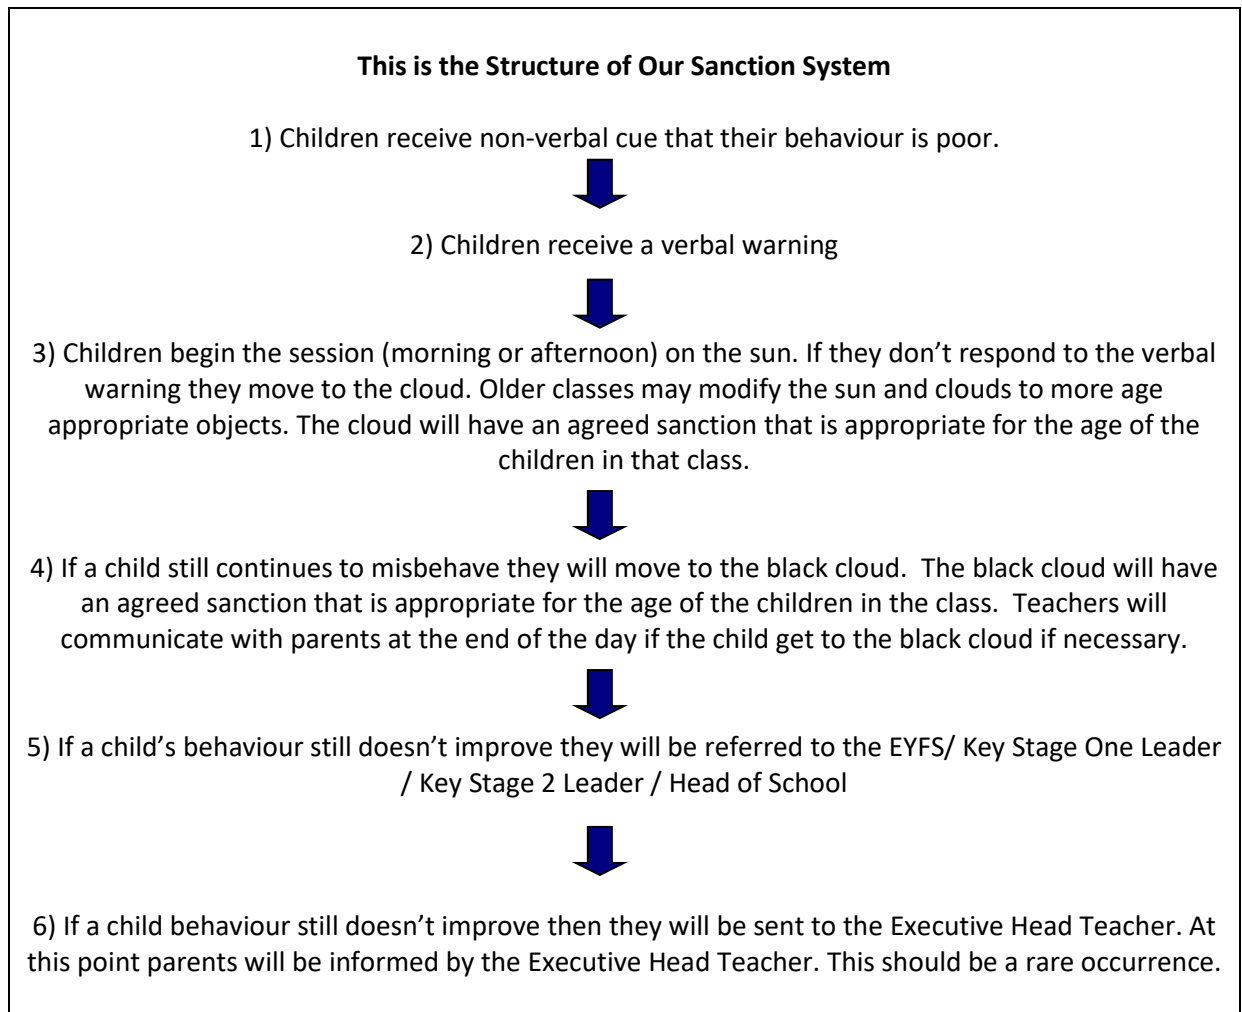 This is the Structure of Our Sanction System
1) Children receive non-verbal cue that their behaviour is poor.
2) Children receive a verbal warning
3) Children begin the session (morning or afternoon) on the sun. If they don’t respond to the verbal
warning they move to the cloud. Older classes may modify the sun and clouds to more age
appropriate objects. The cloud will have an agreed sanction that is appropriate for the age of the
children in that class.
4) If a child still continues to misbehave they will move to the black cloud.  The black cloud will have
an agreed sanction that is appropriate for the age of the children in the class.  Teachers will
communicate with parents at the end of the day if the child get to the black cloud if necessary.
5) If a child’s behaviour still doesn’t improve they will be referred to the EYFS/ Key Stage One Leader
/ Key Stage 2 Leader / Head of School
6) If a child behaviour still doesn’t improve then they will be sent to the Executive Head Teacher. At
this point parents will be informed by the Executive Head Teacher. This should be a rare occurrence.